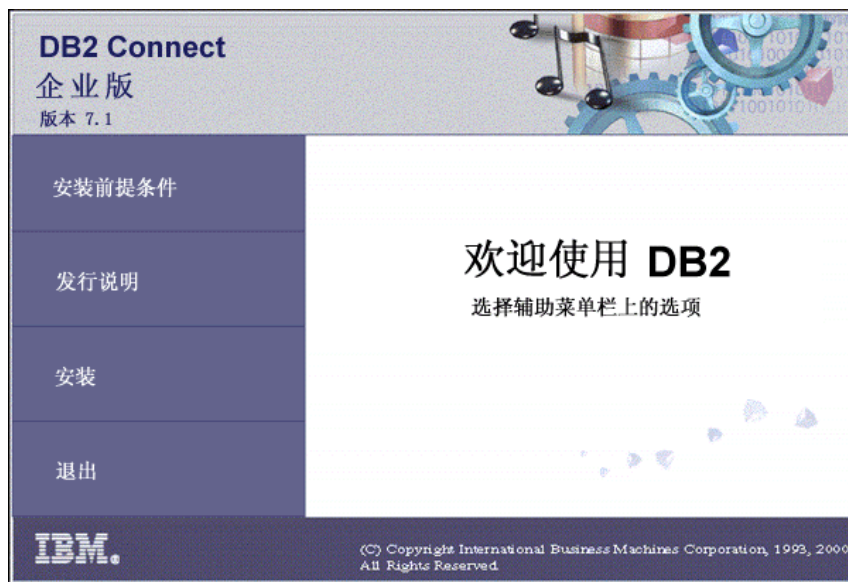 DB2 Connect
企业版
版本 7.1
安装前提条件
发行说明
安装
退出
欢迎使用 DB2
选择辅助菜单栏上的选项
IBM.
(C) Copyright International Business Machines Corporation, 1993, 2000
All Rights Reserved